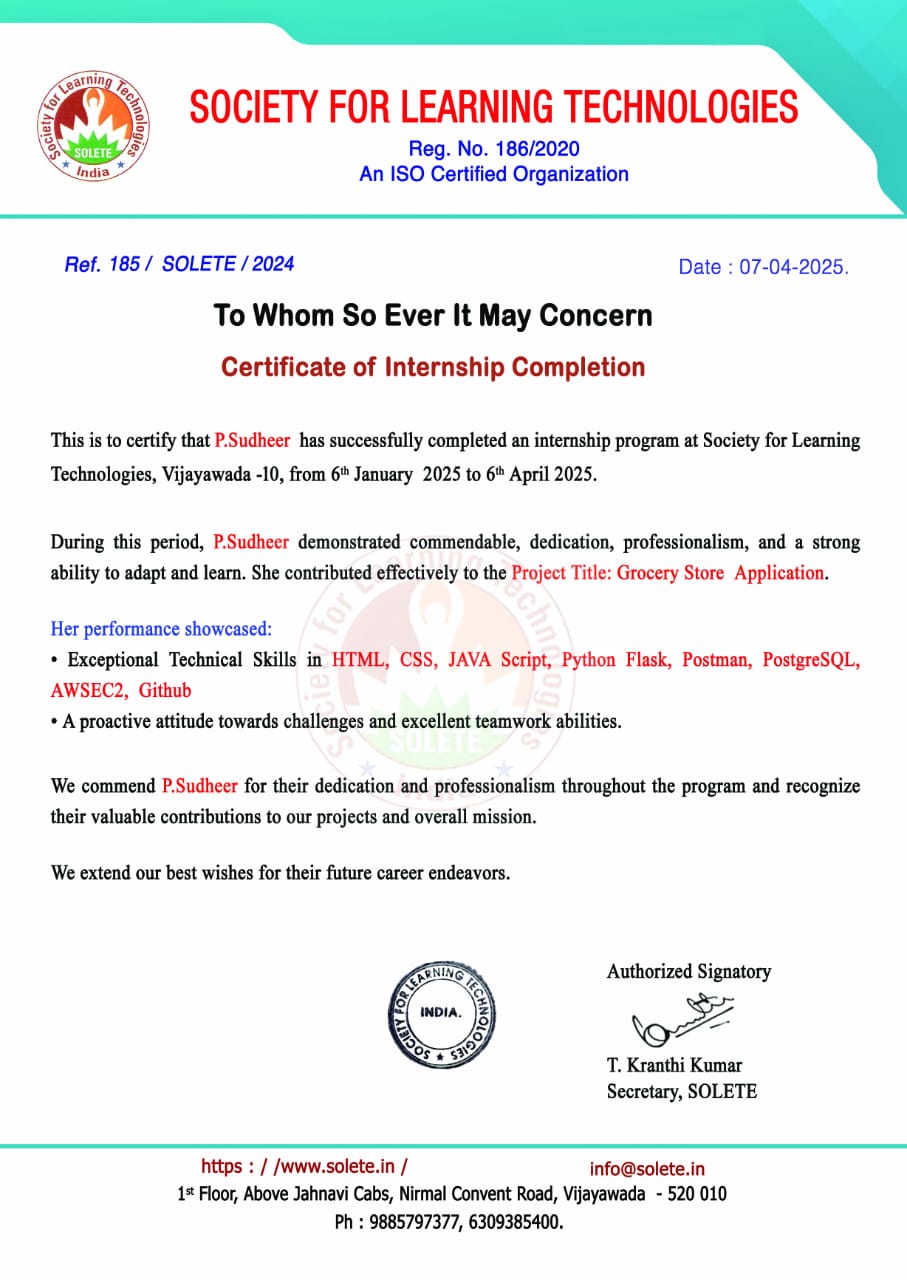 Society for Learning Technologies
SOLETE
India
SOCIETY FOR LEARNING TECHNOLOGIES
Reg. No. 186/2020
An ISO Certified Organization
Ref. 185 / SOLETE / 2024
Date : 07-04-2025.
To Whom So Ever It May Concern
Certificate of Internship Completion
This is to certify that P.Sudheer has successfully completed an internship program at Society for Learning
Technologies, Vijayawada -10, from 6th January 2025 to 6th April 2025.
During this period, P.Sudheer demonstrated commendable, dedication, professionalism, and a strong
ability to adapt and learn. She contributed effectively to the Project Title: Grocery Store Application.
Her performance showcased:
• Exceptional Technical Skills in HTML, CSS, JAVA Script, Python Flask, Postman, PostgreSQL,
AWSEC2, Github
• A proactive attitude towards challenges and excellent teamwork abilities.
Society for Learning Technologies
SOLETE
India
We commend P.Sudheer for their dedication and professionalism throughout the program and recognize
their valuable contributions to our projects and overall mission.
We extend our best wishes for their future career endeavors.
SOCIETY FOR LEARNING TECHNOLOGIES
INDIA.
Authorized Signatory
T. Kranthi Kumar
Secretary, SOLETE
https : / /www.solete.in /
info@solete.in
1st Floor, Above Jahnavi Cabs, Nirmal Convent Road, Vijayawada - 520 010
Ph : 9885797377, 6309385400.